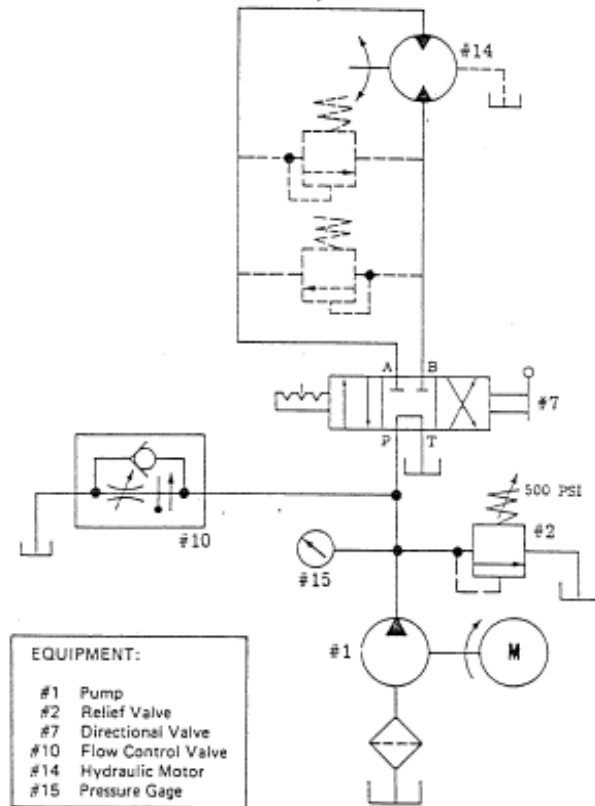 #14
A B
#7
P T
500 PSI
#2
#10
#15
#1
M
EQUIPMENT:
#1 Pump
#2 Relief Valve
#7 Directional Valve
#10 Flow Control Valve
#14 Hydraulic Motor
#15 Pressure Gage